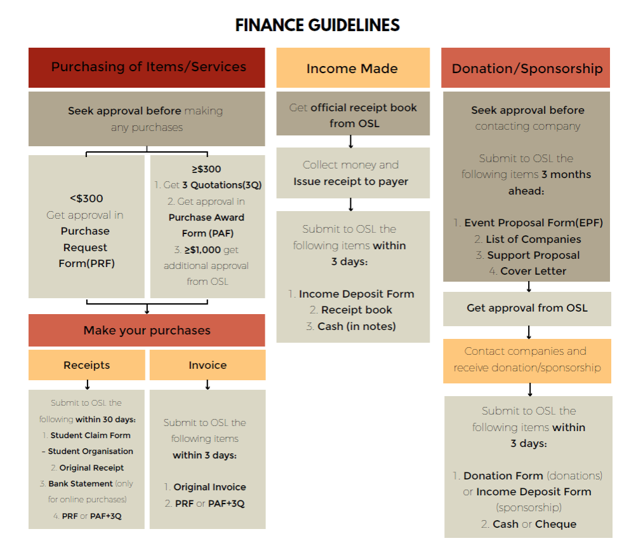 FINANCE GUIDELINES
Purchasing of Items/Services
Seek approval before making
any purchases
<$300
Get approval in
Purchase
Request
Form(PRF)
≥$300
1. Get 3 Quotations(3Q)
2. Get approval in
Purchase Award
Form (PAF)
3. ≥$1,000 get
additional approval
from OSL
Make your purchases
Receipts
Submit to OSL the
following within 30 days:
1. Student Claim Form
- Student Organisation
2. Original Receipt
3. Bank Statement (only
for online purchases)
4. PRF or PAF+3Q
Invoice
Submit to OSL the
following items
within 3 days:
1. Original Invoice
2. PRF or PAF+3Q
Income Made
Get official receipt book
from OSL
Collect money and
Issue receipt to payer
Submit to OSL the
following items within
3 days:
1. Income Deposit Form
2. Receipt book
3. Cash (in notes)
Donation/Sponsorship
Seek approval before
contacting company
Submit to OSL the
following items 3 months
ahead:
1. Event Proposal Form(EPF)
2. List of Companies
3. Support Proposal
4. Cover Letter
Get approval from OSL
Contact companies and
receive donation/sponsorship
Submit to OSL the
following items within
3 days:
1. Donation Form (donations)
or Income Deposit Form
(sponsorship)
2. Cash or Cheque